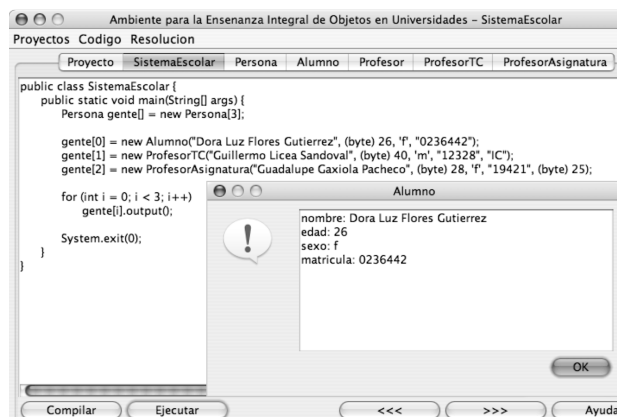 Ambiente para la Ensenanza Integral de Objetos en Universidades – SistemaEscolar
Proyectos Codigo Resolucion
Proyecto SistemaEscolar Persona Alumno Profesor ProfesorTC ProfesorAsignatura
public class SistemaEscolar {
public static void main(String[] args) {
Persona gente[] = new Persona[3];
gente[0] = new Alumno("Dora Luz Flores Gutierrez", (byte) 26, 'f', "0236442");
gente[1] = new ProfesorTC("Guillermo Licea Sandoval", (byte) 40, 'm', "12328", "IC");
gente[2] = new ProfesorAsignatura("Guadalupe Gaxiola Pacheco", (byte) 28, 'f', "19421", (byte) 25);
for (int i = 0; i < 3; i++)
gente[i].output();
System.exit(0);
}
}
Alumno
nombre: Dora Luz Flores Gutierrez
edad: 26
sexo: f
matricula: 0236442
OK
Compilar Ejecutar <<< >>> Ayuda